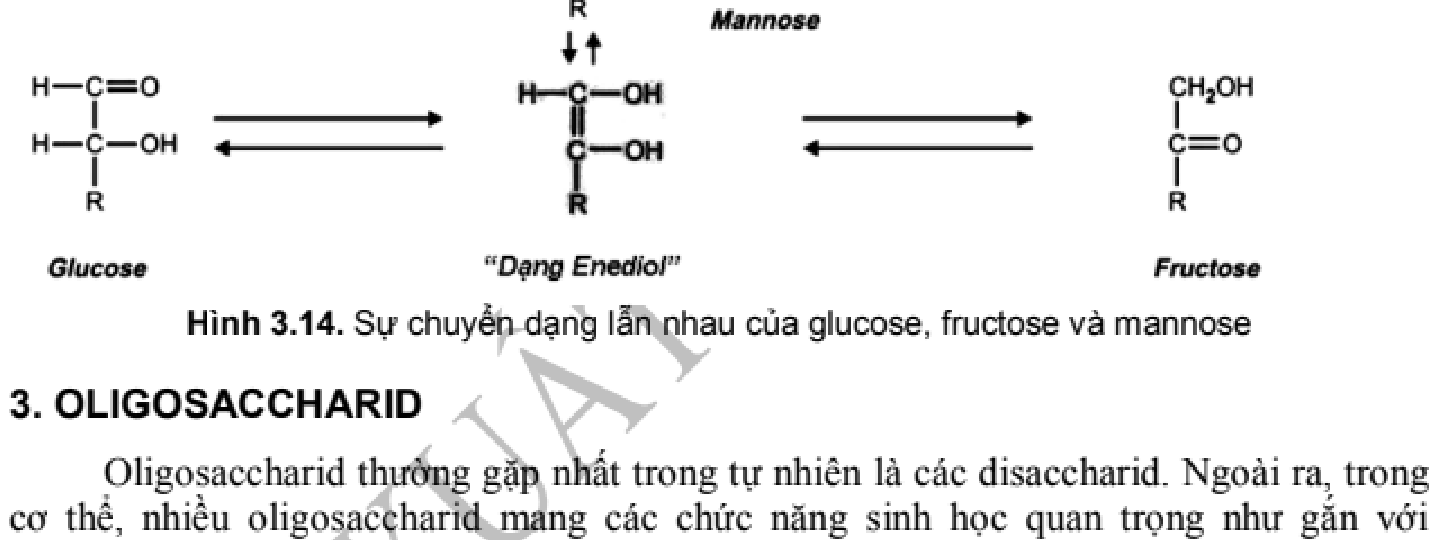 R
Mannose
H—C=O
H—C—OH
CH₂OH
H—C—OH
C—OH
C=O
R
R
R
Glucose
“Dạng Enediol”
Fructose
Hình 3.14. Sự chuyển dạng lẫn nhau của glucose, fructose và mannose
3. OLIGOSACCHARID
Oligosaccharid thường gặp nhất trong tự nhiên là các disaccharid. Ngoài ra, trong
cơ thể, nhiều oligosaccharid mang các chức năng sinh học quan trọng như gắn với